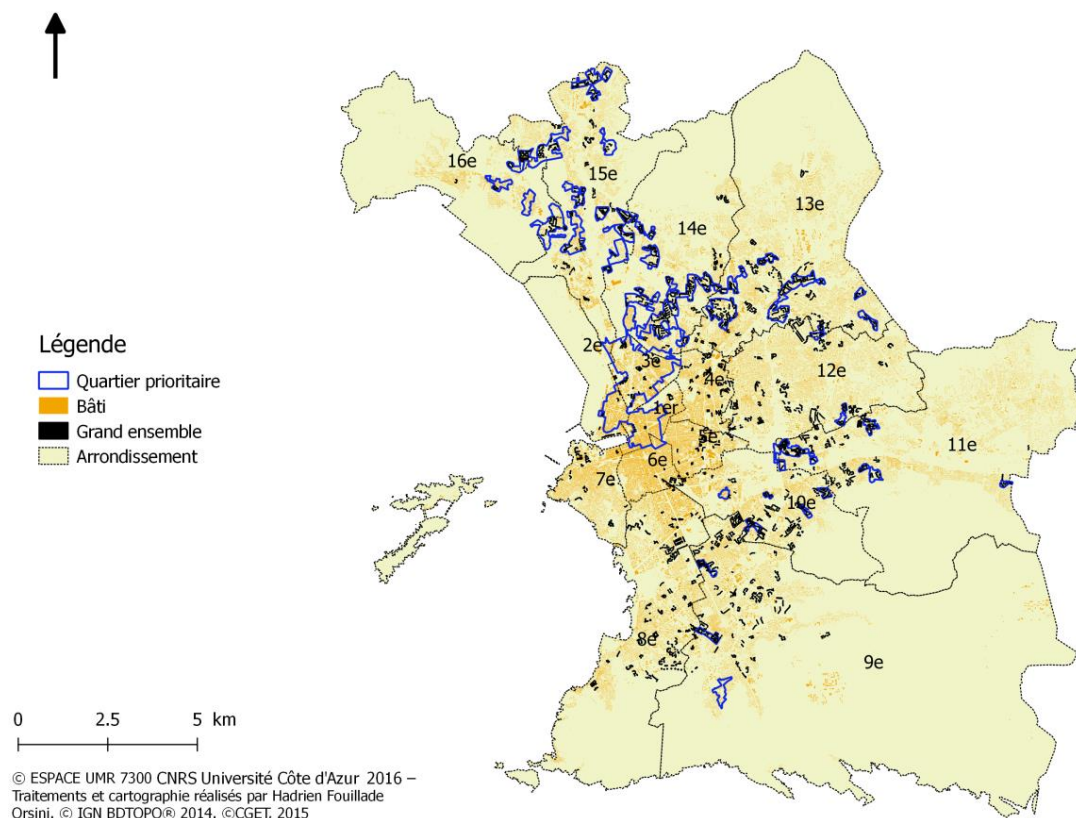 16e
15e
14e
13e
2e
3e
4e
12e
1er
5e
6e
7e
11e
10e
8e
9e
Légende
Quartier prioritaire
Bâti
Grand ensemble
Arrondissement
0 2.5 5 km
© ESPACE UMR 7300 CNRS Université Côte d'Azur 2016 –
Traitements et cartographie réalisés par Hadrien Fouillade
Orsini. © IGN BDTOPO® 2014. ©CGET. 2015